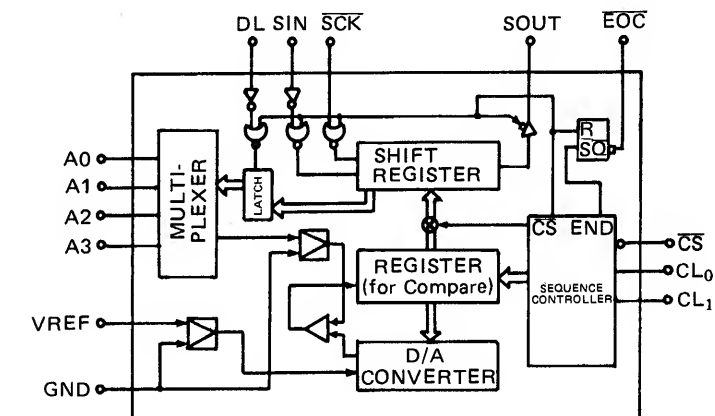 DL SIN SCK SOUT EOC
A0
A1
A2
A3
MULTI-
PLEXER
LATCH
SHIFT
REGISTER
R
SQ
CS END
REGISTER
(for Compare)
SEQUENCE
CONTROLLER
CS
CL₀
CL₁
VREF
GND
D/A
CONVERTER